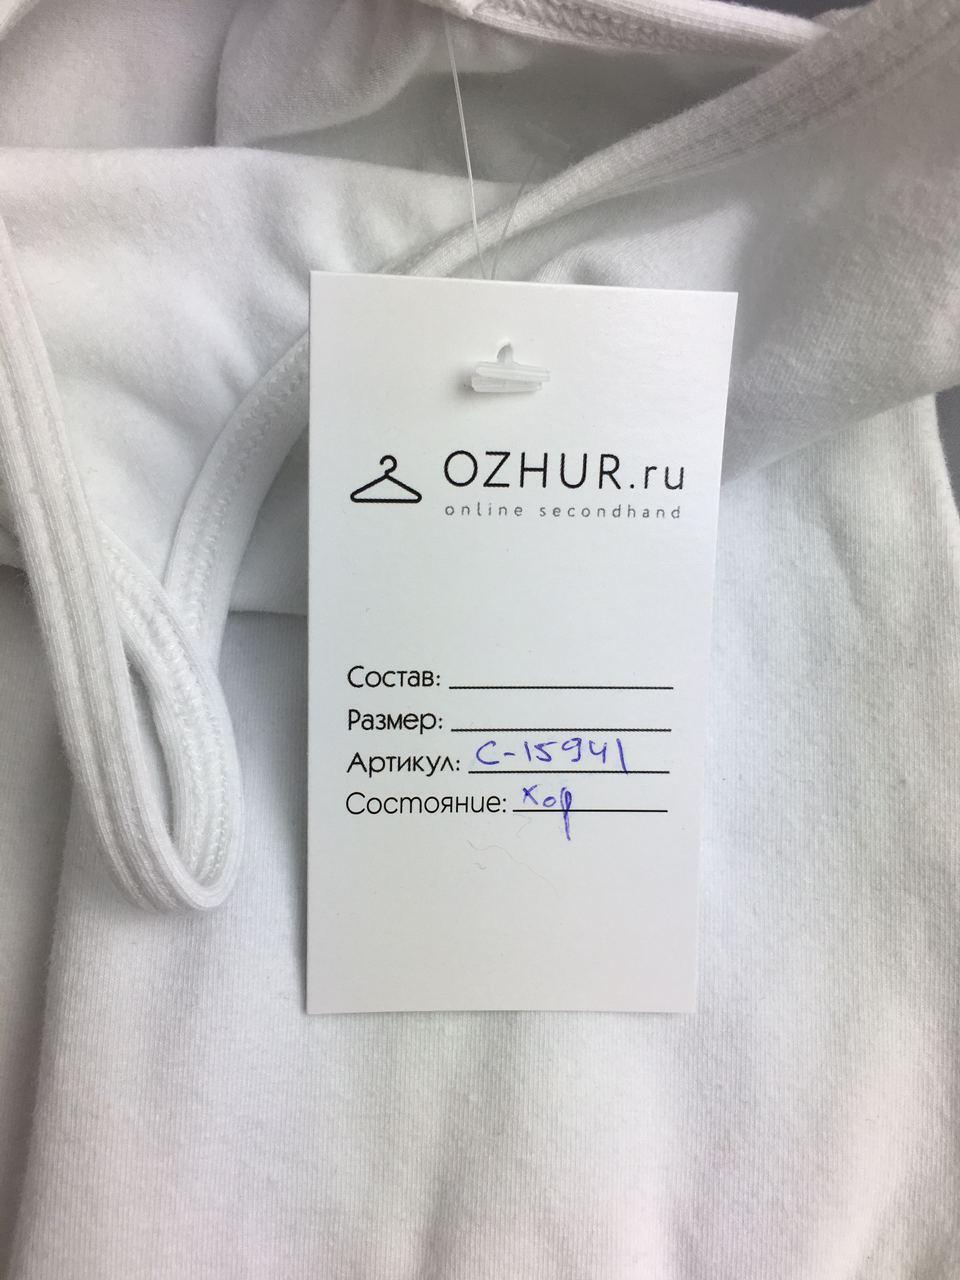 OZHUR.ru
online secondhand
Состав:
Размер:
Артикул: С-15941
Состояние: хор